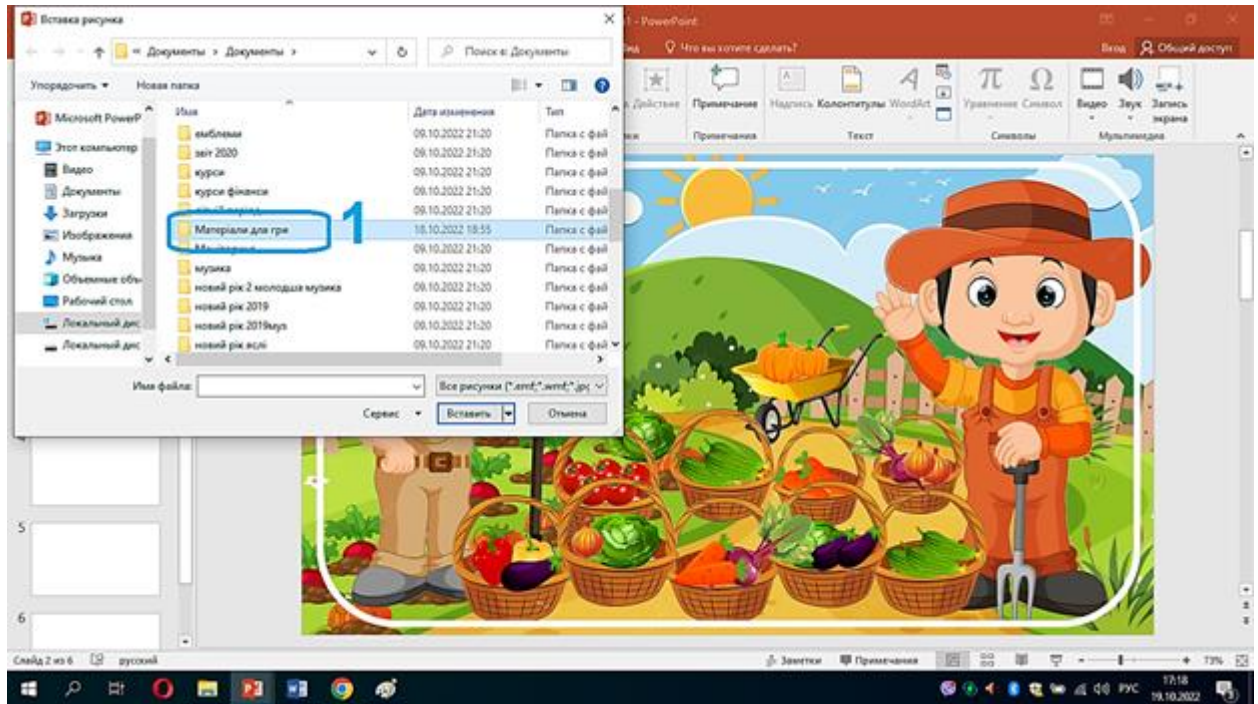 Вставка рисунка
1 - PowerPoint
« Документы > Документы >
Поиск в: Документы
Что вы хотите сделать?
Вход Общий доступ
Упорядочить Новая папка
Действие Примечание Надпись Колонтитулы WordArt Уравнение Символ Видео Звук Запись экрана
Примечания Текст Символы Мультимедиа
Имя Дата изменения Тип
Microsoft PowerP
Этот компьютер
Видео
Документы
Загрузки
Изображения
Музыка
Объемные объ
Рабочий стол
Локальный дис
Локальный дис
емблеми 09.10.2022 21:20 Папка с фай
звіт 2020 09.10.2022 21:20 Папка с фай
курси 09.10.2022 21:20 Папка с фай
курси фінанси 09.10.2022 21:20 Папка с фай
09.10.2022 21:20 Папка с фай
Матеріали для гри 18.10.2022 18:55 Папка с фай
1
09.10.2022 21:20 Папка с фай
музика 09.10.2022 21:20 Папка с фай
новий рік 2 молодша музика 09.10.2022 21:20 Папка с фай
новий рік 2019 09.10.2022 21:20 Папка с фай
новий рік 2019муз 09.10.2022 21:20 Папка с фай
новий рік яслі 09.10.2022 21:20 Папка с фай
Имя файла: Все рисунки (*.emf;*.wmf;*.jpg
Сервис Вставить Отмена
5
6
Слайд 2 из 6 русский Заметки Примечания 73%
РУС 17:18
19.10.2022